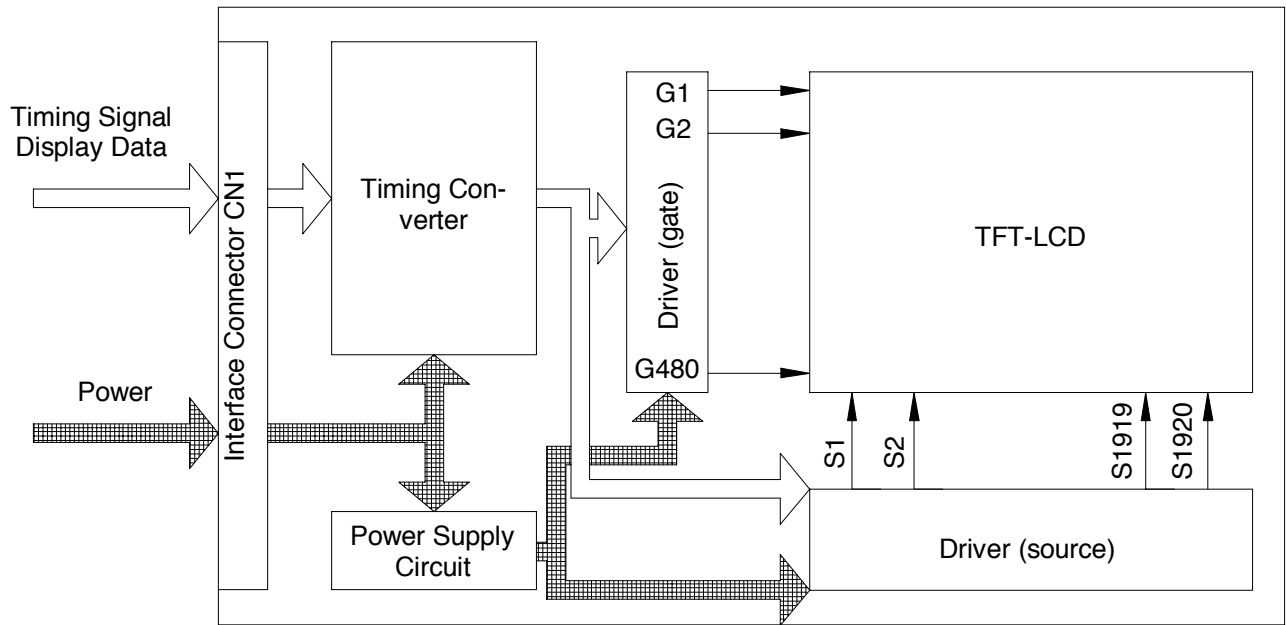 Timing Signal
Display Data
Power
Interface Connector CN1
Timing Con-
verter
Power Supply
Circuit
G1
G2
Driver (gate)
G480
TFT-LCD
S1
S2
S1919
S1920
Driver (source)